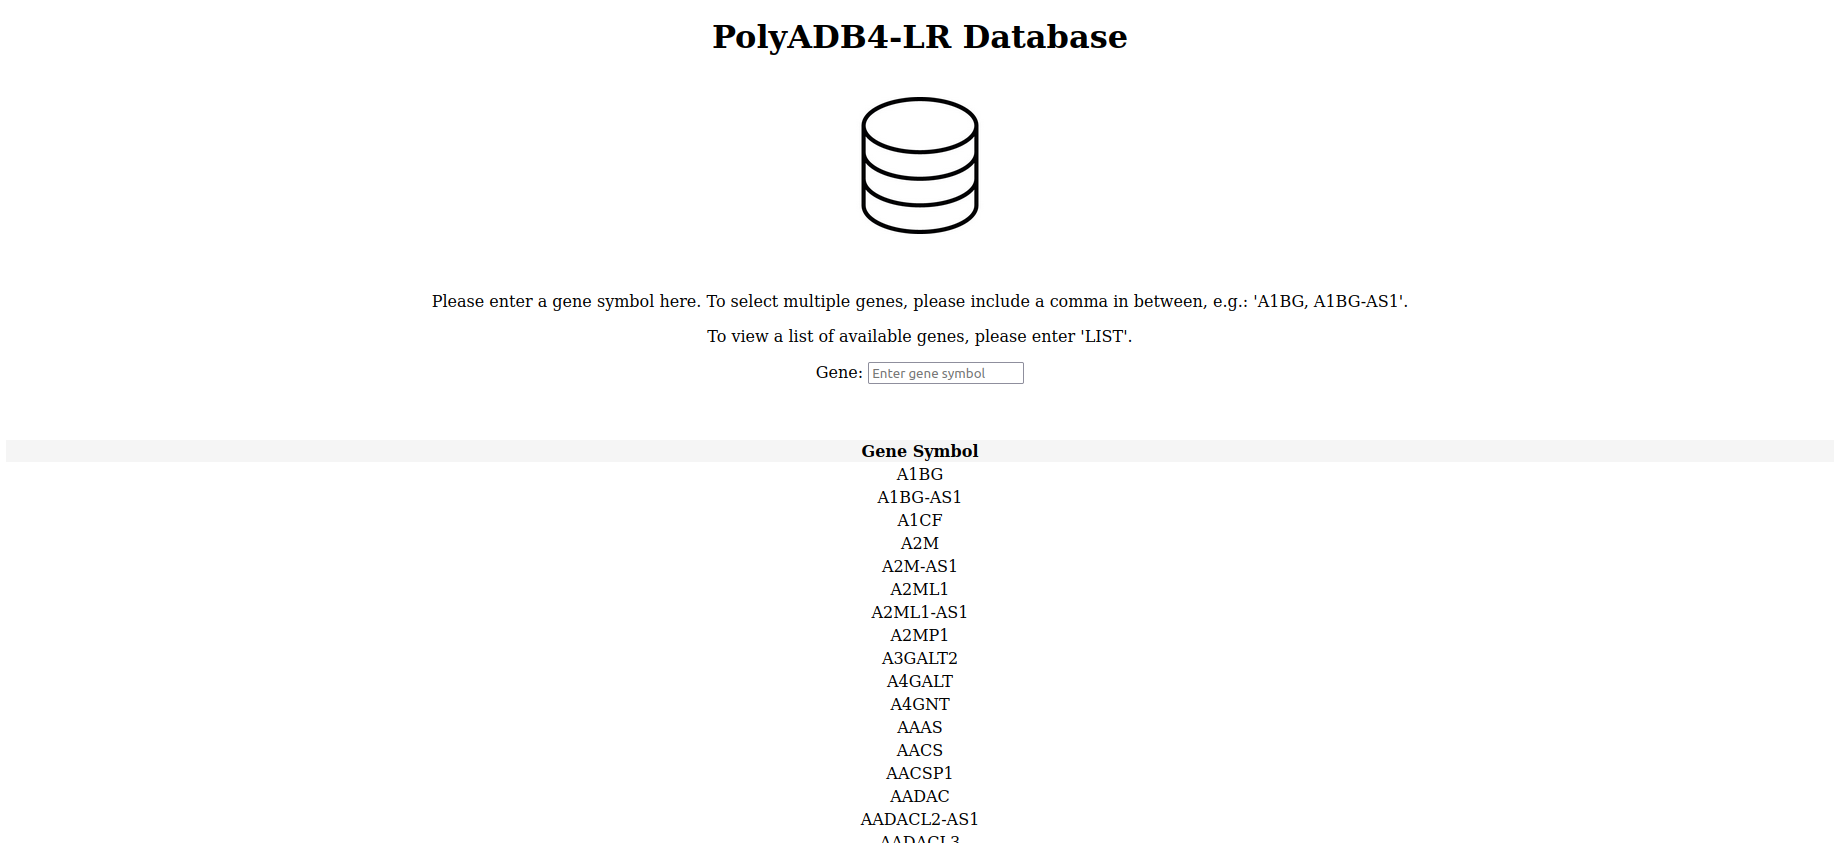 PolyADB4-LR Database
Please enter a gene symbol here. To select multiple genes, please include a comma in between, e.g.: 'A1BG, A1BG-AS1'.
To view a list of available genes, please enter 'LIST'.
Gene: Enter gene symbol
Gene Symbol
A1BG
A1BG-AS1
A1CF
A2M
A2M-AS1
A2ML1
A2ML1-AS1
A2MP1
A3GALT2
A4GALT
A4GNT
AAAS
AACS
AACSP1
AADAC
AADACL2-AS1
AADACL3